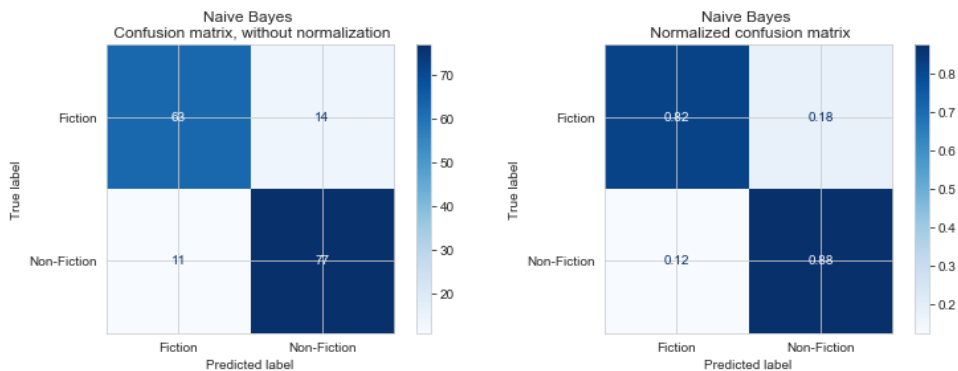 Naive Bayes
Confusion matrix, without normalization
True label
Fiction
Non-Fiction
63
14
11
77
Fiction
Non-Fiction
Predicted label
70
60
50
40
30
20
Naive Bayes
Normalized confusion matrix
True label
Fiction
Non-Fiction
0.82
0.18
0.12
0.88
Fiction
Non-Fiction
Predicted label
0.8
0.7
0.6
0.5
0.4
0.3
0.2